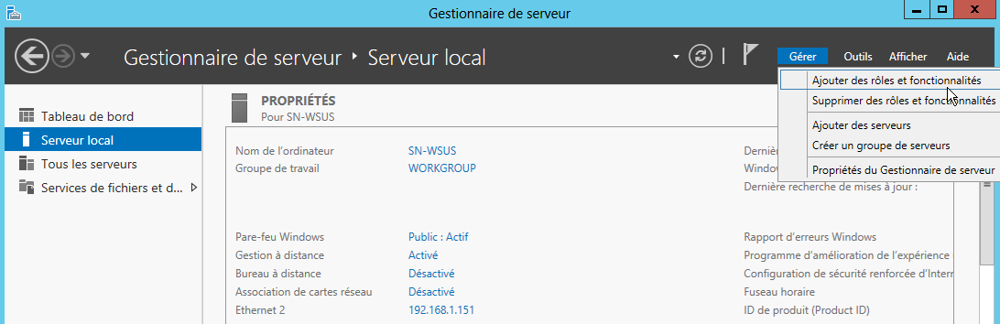 Gestionnaire de serveur
Gestionnaire de serveur ‣ Serveur local
Gérer Outils Afficher Aide
Ajouter des rôles et fonctionnalités
Supprimer des rôles et fonctionnalités
Ajouter des serveurs
Créer un groupe de serveurs
Propriétés du Gestionnaire de serveur
Tableau de bord
Serveur local
Tous les serveurs
Services de fichiers et d...
PROPRIÉTÉS
Pour SN-WSUS
Nom de l'ordinateur SN-WSUS
Groupe de travail WORKGROUP
Dernière
Window
Dernière recherche de mises à jour :
Pare-feu Windows Public : Actif
Gestion à distance Activé
Bureau à distance Désactivé
Association de cartes réseau Désactivé
Ethernet 2 192.168.1.151
Rapport d'erreurs Windows
Programme d'amélioration de l'expérience
Configuration de sécurité renforcée d'Intern
Fuseau horaire
ID de produit (Product ID)